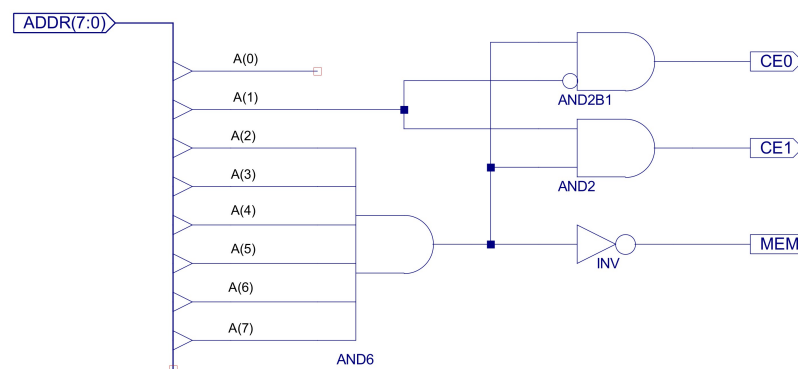 ADDR(7:0)
A(0)
A(1)
A(2)
A(3)
A(4)
A(5)
A(6)
A(7)
AND6
AND2B1
AND2
INV
CE0
CE1
MEM